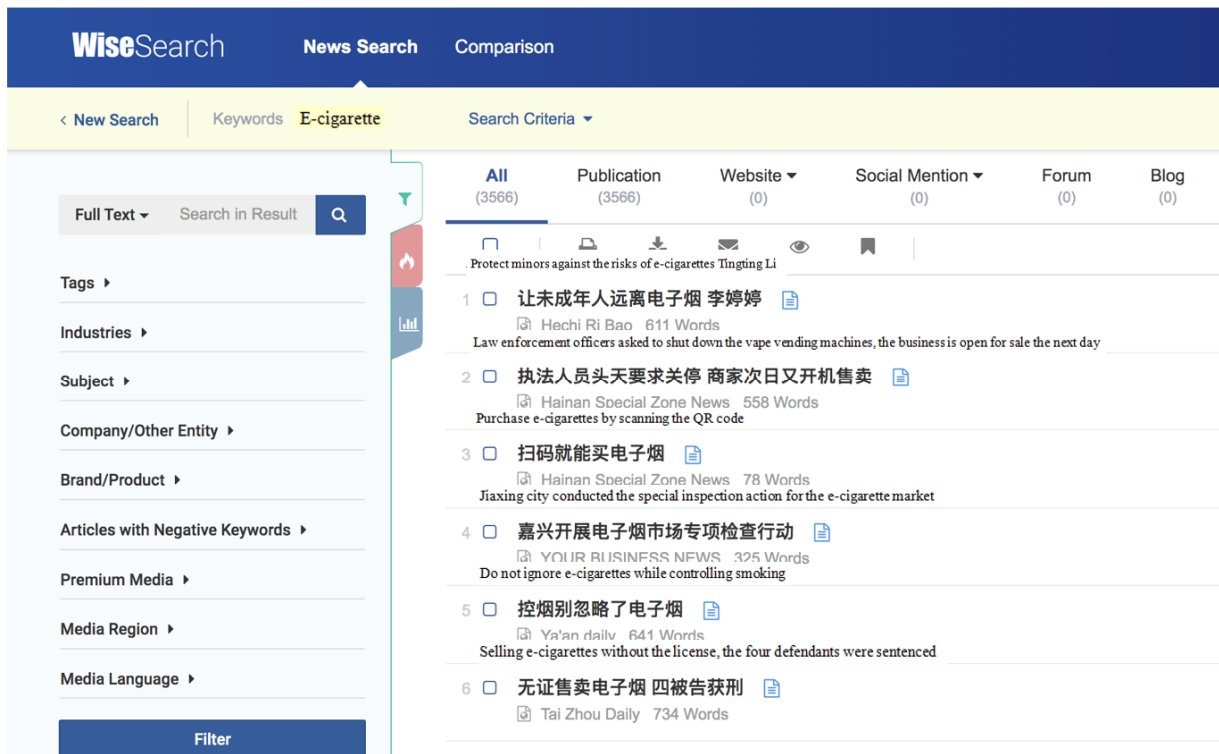 WiseSearch News Search Comparison
< New Search Keywords E-cigarette Search Criteria
All Publication Website Social Mention Forum Blog
(3566) (3566) (0) (0) (0) (0)
Full Text Search in Result
Tags
Industries
Subject
Company/Other Entity
Brand/Product
Articles with Negative Keywords
Premium Media
Media Region
Media Language
Filter
Protect minors against the risks of e-cigarettes Tingting Li
1 让未成年人远离电子烟 李婷婷
Hechi Ri Bao 611 Words
Law enforcement officers asked to shut down the vape vending machines, the business is open for sale the next day
2 执法人员头天要求关停 商家次日又开机售卖
Hainan Special Zone News 558 Words
Purchase e-cigarettes by scanning the QR code
3 扫码就能买电子烟
Hainan Special Zone News 78 Words
Jiaxing city conducted the special inspection action for the e-cigarette market
4 嘉兴开展电子烟市场专项检查行动
YOUR BUSINESS NEWS 325 Words
Do not ignore e-cigarettes while controlling smoking
5 控烟别忽略了电子烟
Ya'an daily 641 Words
Selling e-cigarettes without the license, the four defendants were sentenced
6 无证售卖电子烟 四被告获刑
Tai Zhou Daily 734 Words